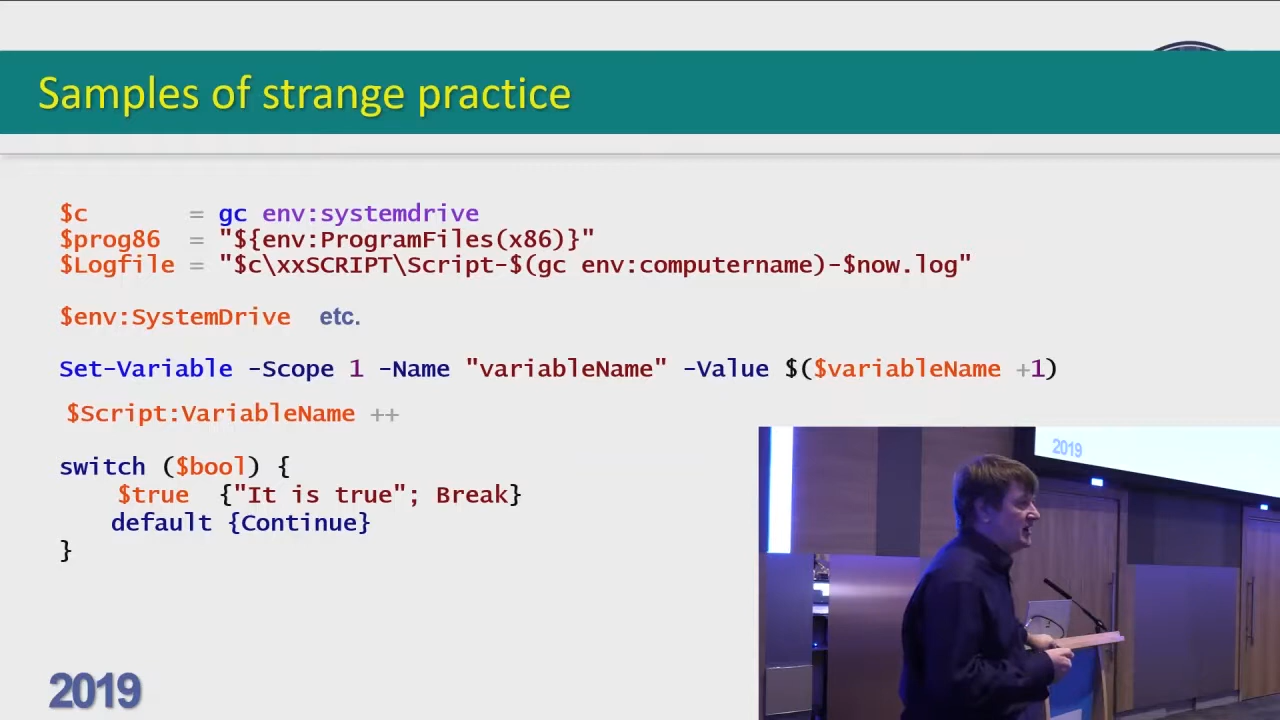 Samples of strange practice
$c = gc env:systemdrive
$prog86 = "${env:ProgramFiles(x86)}"
$Logfile = "$c\xxSCRIPT\Script-$(gc env:computername)-$now.log"
$env:SystemDrive etc.
Set-Variable -Scope 1 -Name "variableName" -Value $($variableName +1)
$Script:VariableName ++
switch ($bool) {
$true {"It is true"; Break}
default {Continue}
}
2019
2019